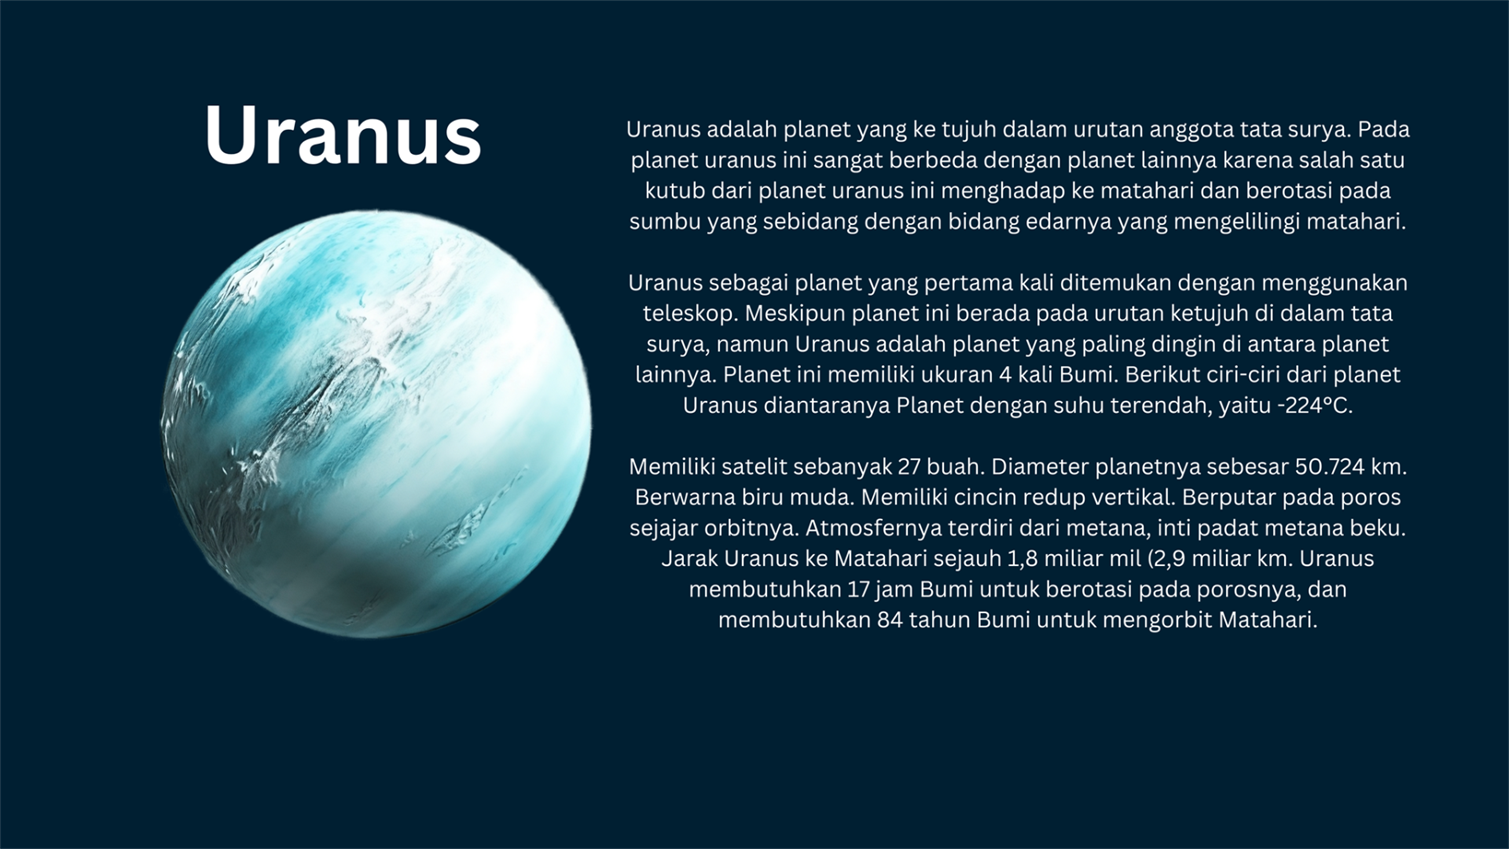 Uranus
Uranus adalah planet yang ke tujuh dalam urutan anggota tata surya. Pada
planet uranus ini sangat berbeda dengan planet lainnya karena salah satu
kutub dari planet uranus ini menghadap ke matahari dan berotasi pada
sumbu yang sebidang dengan bidang edarnya yang mengelilingi matahari.
Uranus sebagai planet yang pertama kali ditemukan dengan menggunakan
teleskop. Meskipun planet ini berada pada urutan ketujuh di dalam tata
surya, namun Uranus adalah planet yang paling dingin di antara planet
lainnya. Planet ini memiliki ukuran 4 kali Bumi. Berikut ciri-ciri dari planet
Uranus diantaranya Planet dengan suhu terendah, yaitu -224°C.
Memiliki satelit sebanyak 27 buah. Diameter planetnya sebesar 50.724 km.
Berwarna biru muda. Memiliki cincin redup vertikal. Berputar pada poros
sejajar orbitnya. Atmosfernya terdiri dari metana, inti padat metana beku.
Jarak Uranus ke Matahari sejauh 1,8 miliar mil (2,9 miliar km. Uranus
membutuhkan 17 jam Bumi untuk berotasi pada porosnya, dan
membutuhkan 84 tahun Bumi untuk mengorbit Matahari.